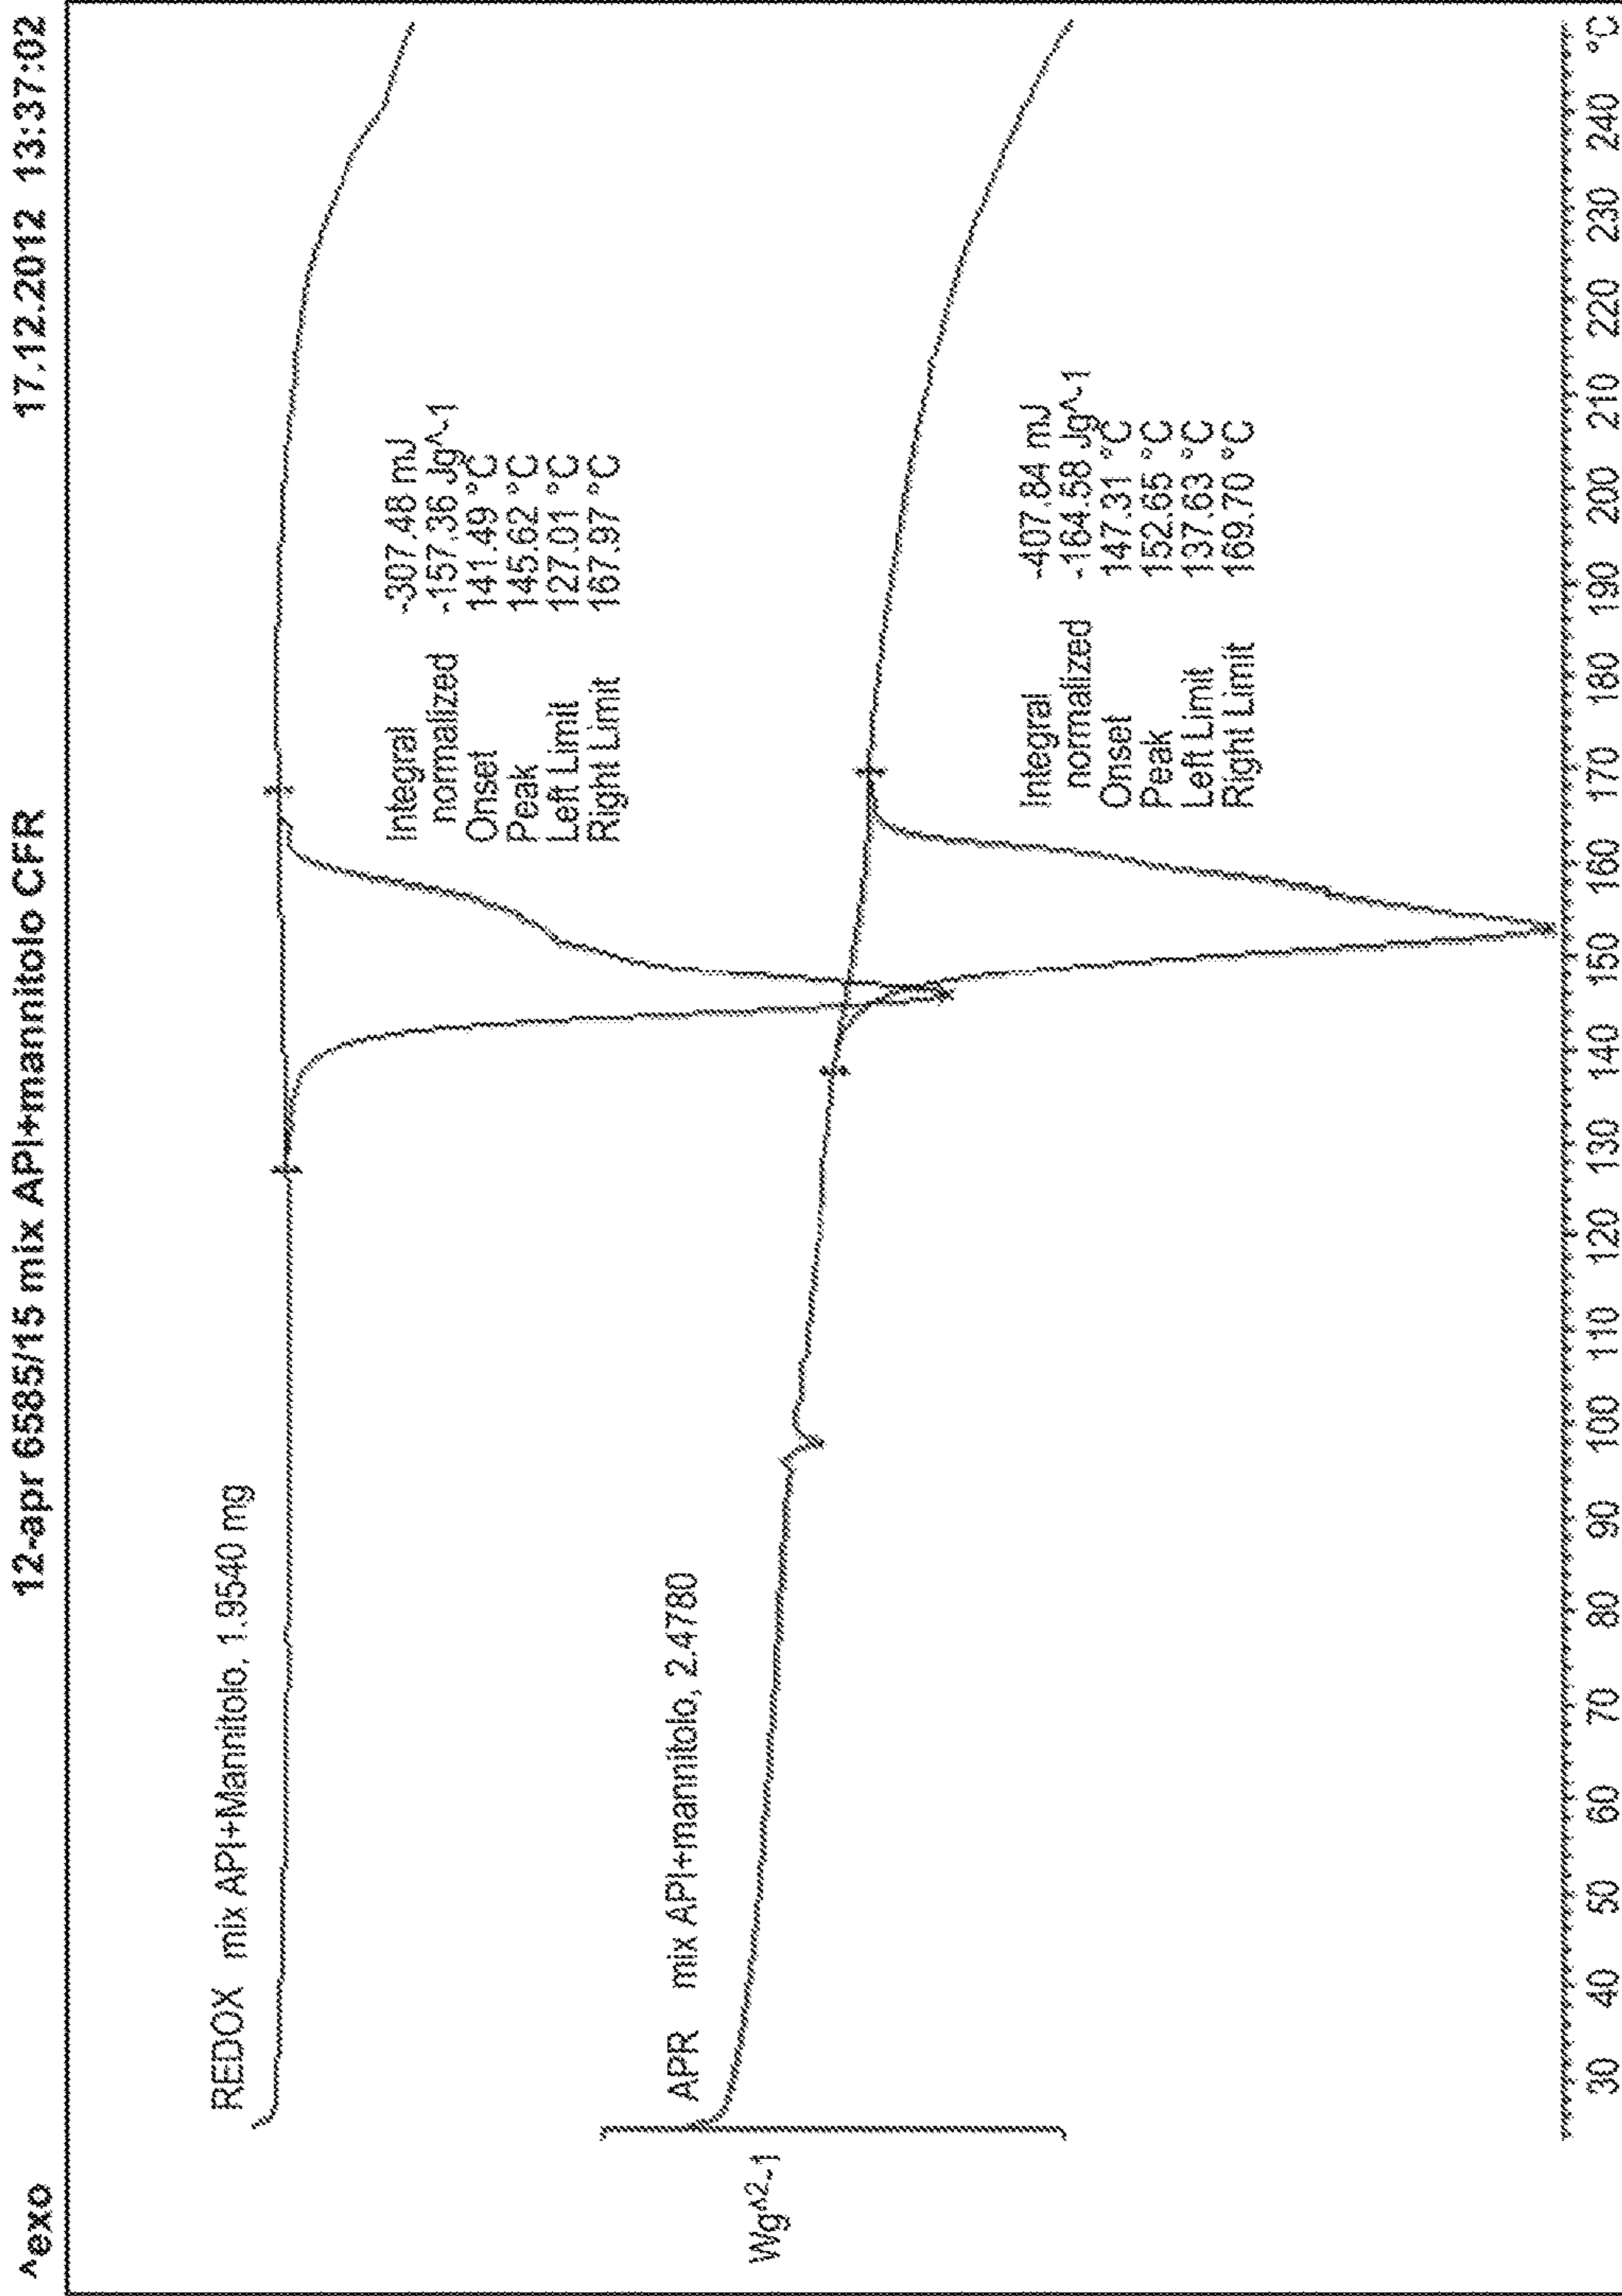 ^exo
12-apr 6585/15 mix API+mannitolo CFR
17.12.2012 13:37:02
REDOX mix API+Mannitolo, 1.9540 mg
Integral -307.48 mJ
normalized -157.36 Jg^-1
Onset 141.49 °C
Peak 145.62 °C
Left Limit 127.01 °C
Right Limit 167.97 °C
APR mix API+mannitolo, 2.4780
Wg^2-1
Integral -407.84 mJ
normalized -164.58 Jg^-1
Onset 147.31 °C
Peak 152.65 °C
Left Limit 137.63 °C
Right Limit 169.70 °C
30 40 50 60 70 80 90 100 110 120 130 140 150 160 170 180 190 200 210 220 230 240 °C